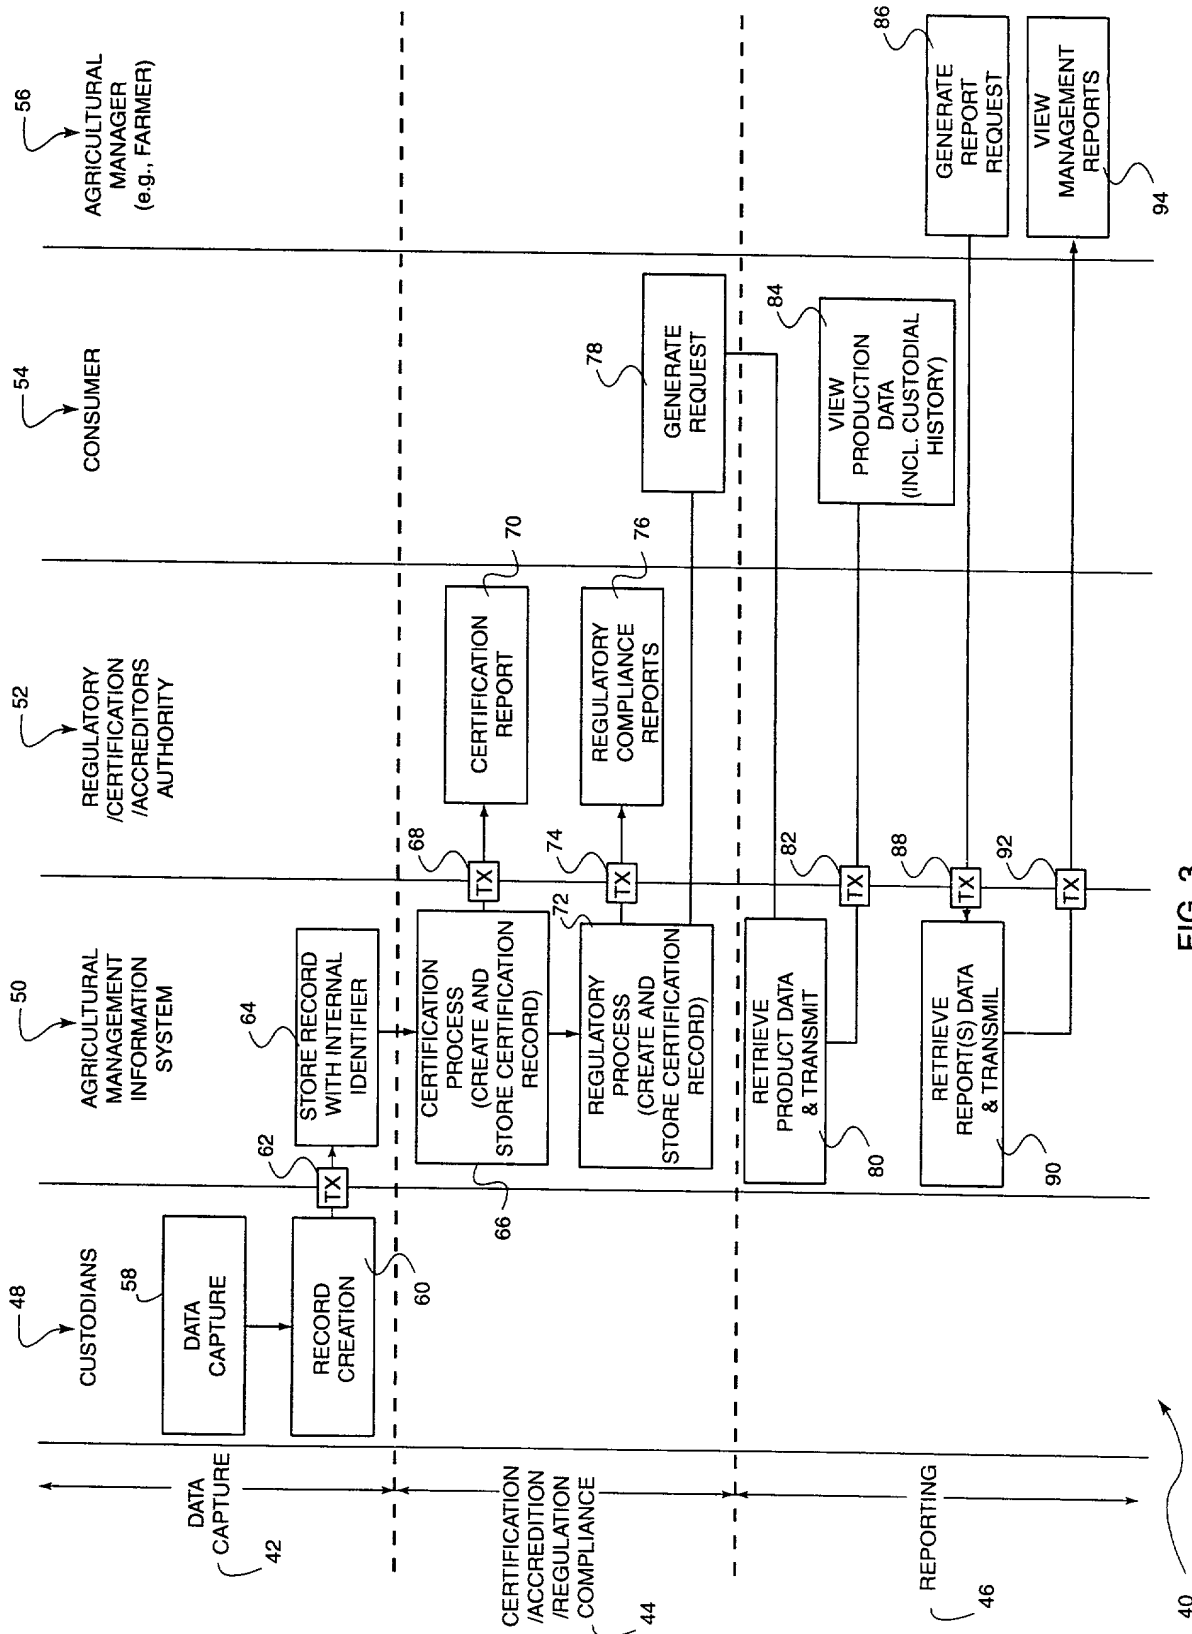 48
CUSTODIANS
50
AGRICULTURAL
MANAGEMENT
INFORMATION
SYSTEM
52
REGULATORY
/CERTIFICATION
/ACCREDITORS
AUTHORITY
54
CONSUMER
56
AGRICULTURAL
MANAGER
(e.g., FARMER)
DATA
CAPTURE
42
58
DATA
CAPTURE
RECORD
CREATION
60
62
TX
64
STORE RECORD
WITH INTERNAL
IDENTIFIER
CERTIFICATION
/ACCREDITION
/REGULATION
COMPLIANCE
44
66
CERTIFICATION
PROCESS
(CREATE AND
STORE CERTIFICATION
RECORD)
68
TX
70
CERTIFICATION
REPORT
72
REGULATORY
PROCESS
(CREATE AND
STORE CERTIFICATION
RECORD)
74
TX
76
REGULATORY
COMPLIANCE
REPORTS
78
GENERATE
REQUEST
REPORTING
46
RETRIEVE
PRODUCT DATA
& TRANSMIT
80
82
TX
84
VIEW
PRODUCTION
DATA
(INCL. CUSTODIAL
HISTORY)
86
GENERATE
REPORT
REQUEST
88
TX
RETRIEVE
REPORT(S) DATA
& TRANSMIL
90
92
TX
VIEW
MANAGEMENT
REPORTS
94
40
FIG. 3